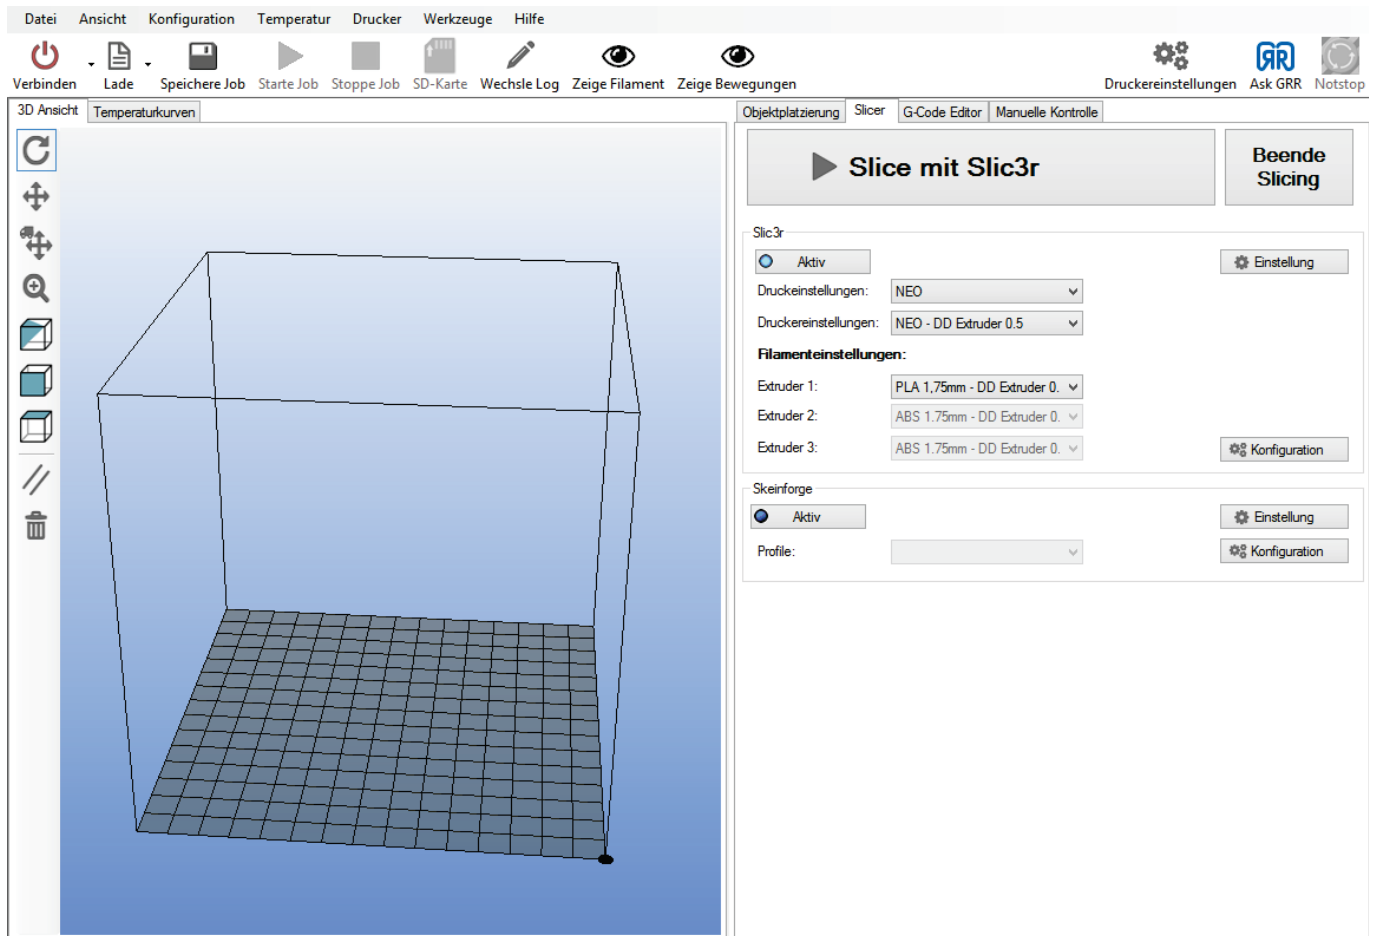 Datei Ansicht Konfiguration Temperatur Drucker Werkzeuge Hilfe
Verbinden Lade Speichere Job Starte Job Stoppe Job SD-Karte Wechsle Log Zeige Filament Zeige Bewegungen Druckereinstellungen Ask GRR Notstop
3D Ansicht Temperaturkurven
Objektplatzierung Slicer G-Code Editor Manuelle Kontrolle
Slice mit Slic3r
Beende
Slicing
Slic3r
Aktiv Einstellung
Druckeinstellungen: NEO
Druckereinstellungen: NEO - DD Extruder 0.5
Filamenteinstellungen:
Extruder 1: PLA 1,75mm - DD Extruder 0.
Extruder 2: ABS 1.75mm - DD Extruder 0.
Extruder 3: ABS 1.75mm - DD Extruder 0. Konfiguration
Skeinforge
Aktiv Einstellung
Profile: Konfiguration